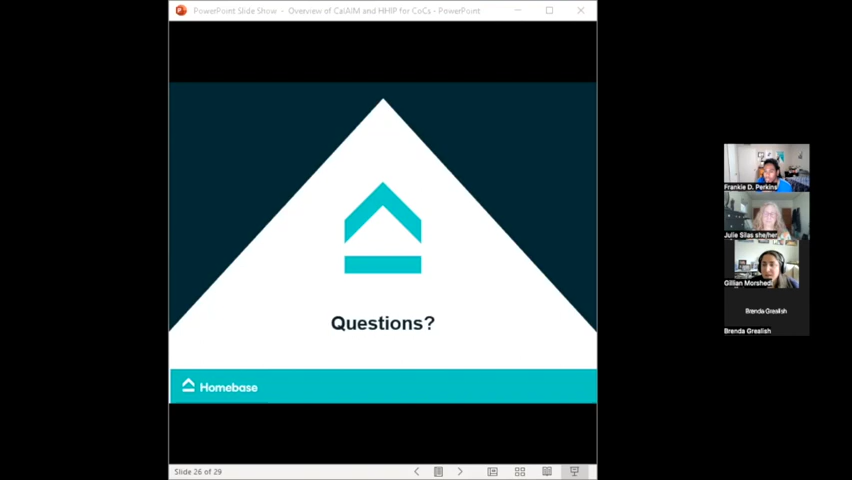 PowerPoint Slide Show - Overview of CalAIM and HHIP for CoCs - PowerPoint
Questions?
Homebase
Slide 26 of 29
Frankie D. Perkins
Julie Silas she/her
Gillian Morshedi
Brenda Grealish
Brenda Grealish